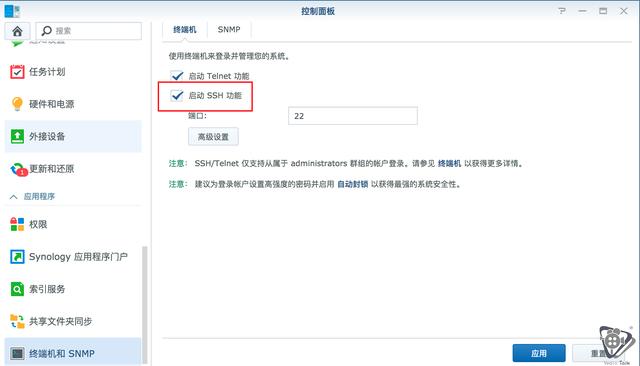 控制面板
搜索
终端机
SNMP
使用终端机来登录并管理您的系统。
任务计划
启动 Telnet 功能
硬件和电源
启动 SSH 功能
端口:
22
外接设备
高级设置
更新和还原
1
注意: SSH/Telnet 仅支持从属于 administrators 群组的帐户登录。请参见 终端机 以获得更多详情。
注意: 建议为登录帐户设置高强度的密码并启用 自动封锁 以获得最强的系统安全性。
应用程序
权限
Synology 应用程序门户
索引服务
共享文件夹同步
终端机和 SNMP
应用
重置